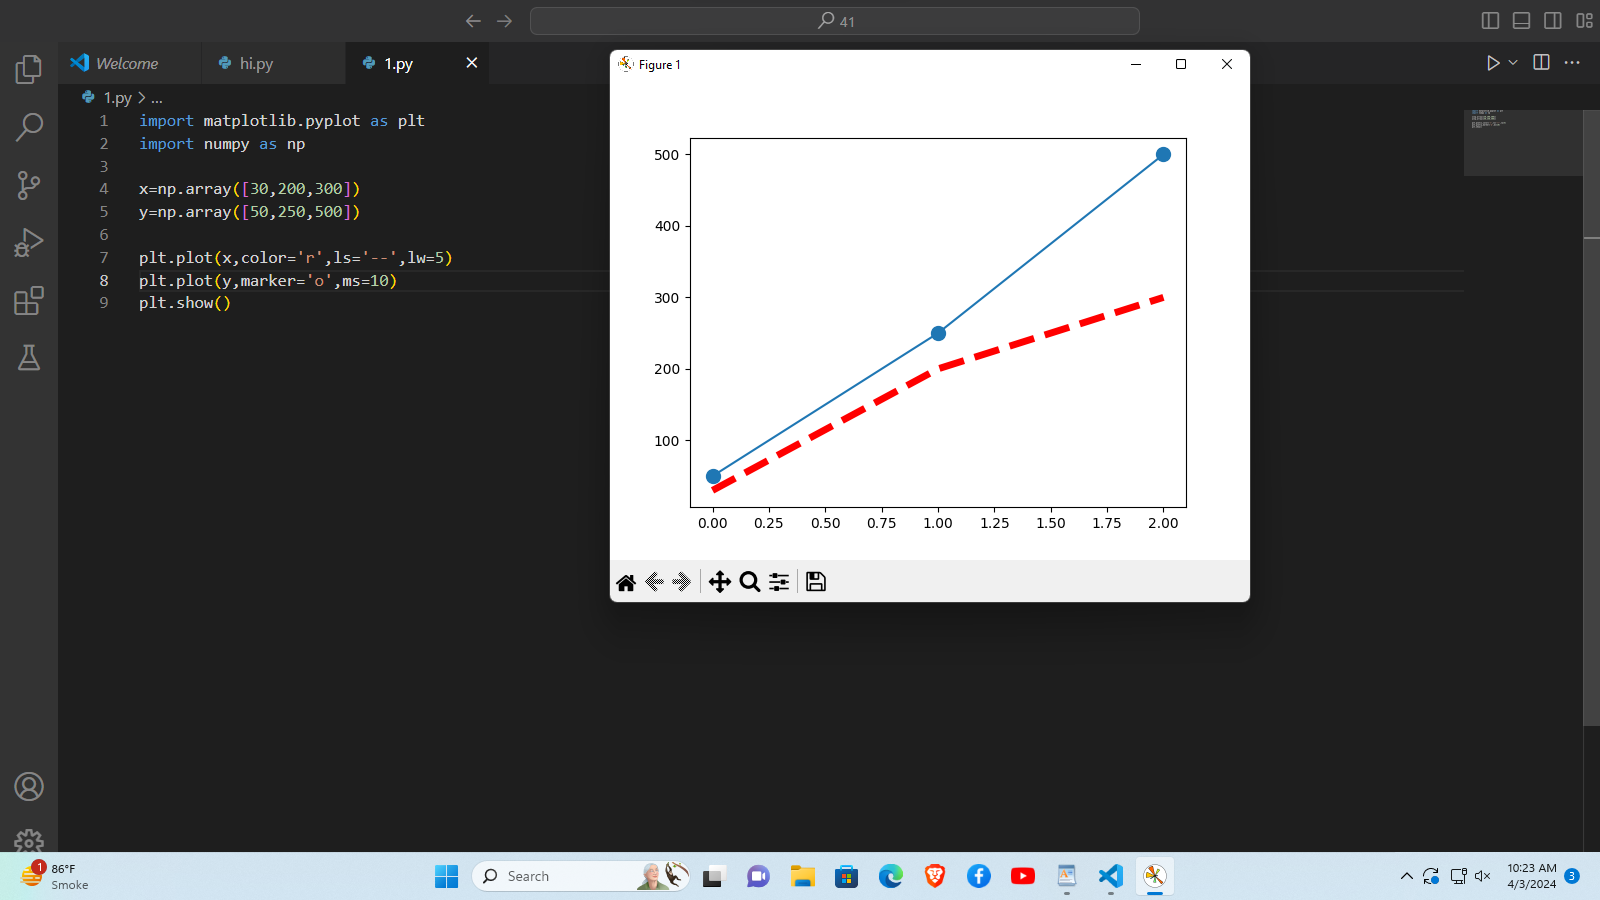 41
Welcome
hi.py
1.py
1.py > ...
1 import matplotlib.pyplot as plt
2 import numpy as np
3
4 x=np.array([30,200,300])
5 y=np.array([50,250,500])
6
7 plt.plot(x,color='r',ls='--',lw=5)
8 plt.plot(y,marker='o',ms=10)
9 plt.show()
Figure 1
500
400
300
200
100
0.00 0.25 0.50 0.75 1.00 1.25 1.50 1.75 2.00
1
86°F
Smoke
Search
10:23 AM
4/3/2024
3